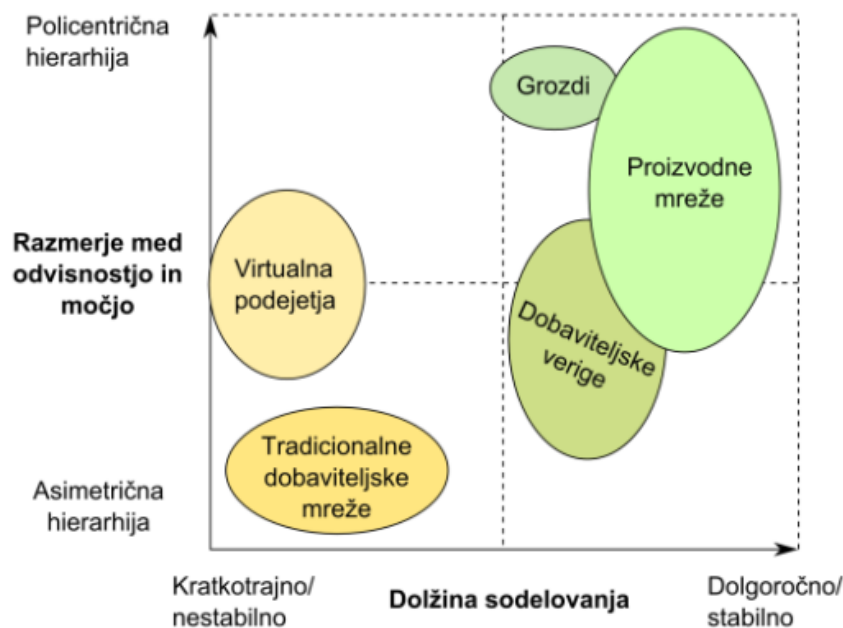 Policentrična
hierarhija
Grozdi
Proizvodne
mreže
Razmerje med
odvisnostjo in
močjo
Virtualna
podejetja
Dobaviteljske
verige
Tradicionalne
dobaviteljske
mreže
Asimetrična
hierarhija
Kratkotrajno/
nestabilno
Dolžina sodelovanja
Dolgoročno/
stabilno